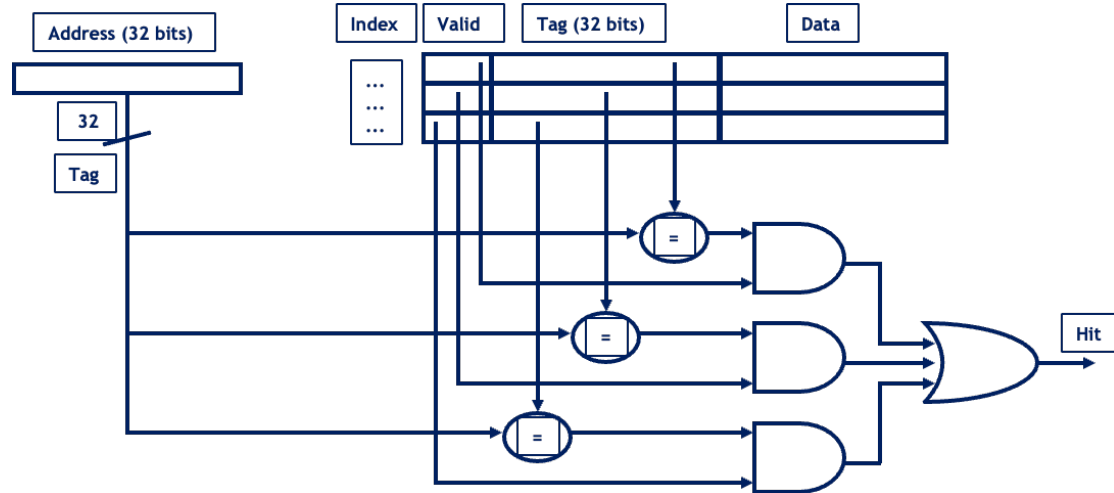 Address (32 bits)
Index
Valid
Tag (32 bits)
Data
...
...
...
32
Tag
=
=
=
Hit